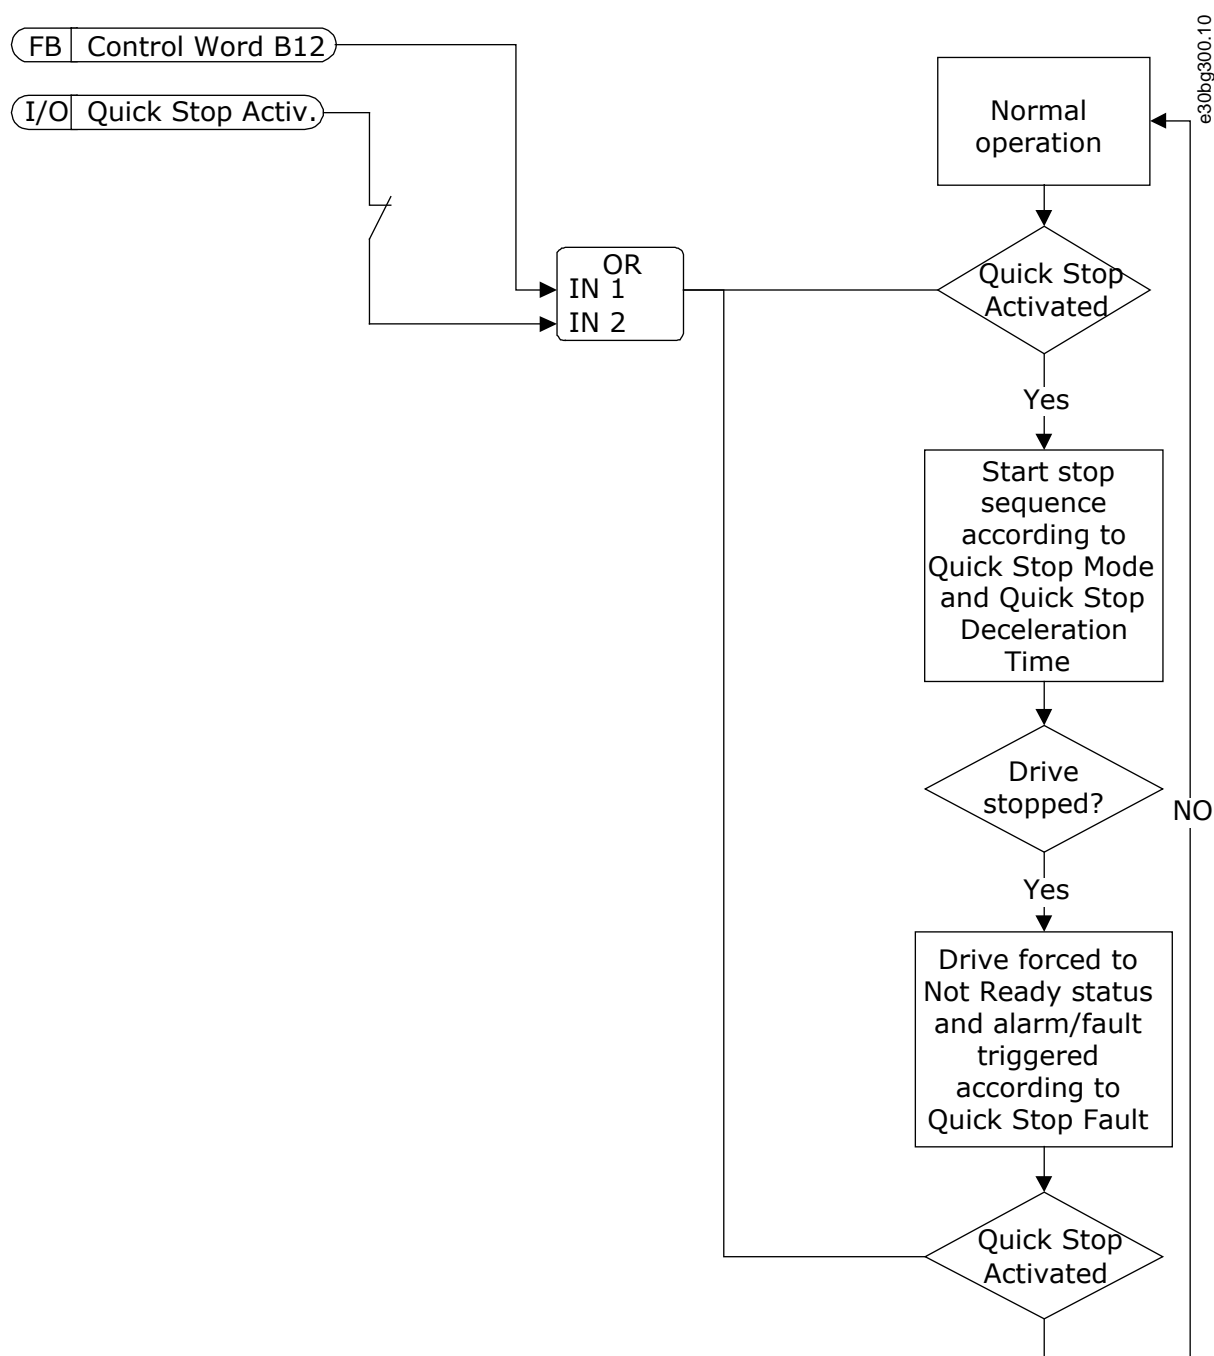 FB Control Word B12
I/O Quick Stop Activ.
e30bg300.10
Normal
operation
OR
IN 1
IN 2
Quick Stop
Activated
Yes
Start stop
sequence
according to
Quick Stop Mode
and Quick Stop
Deceleration
Time
Drive
stopped?
NO
Yes
Drive forced to
Not Ready status
and alarm/fault
triggered
according to
Quick Stop Fault
Quick Stop
Activated